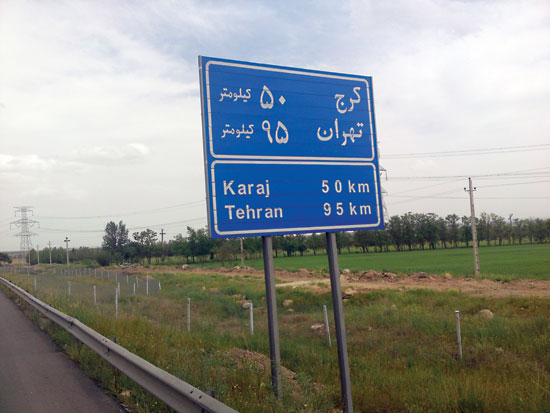 کرج ۵۰ کیلومتر
تهران ۹۵ کیلومتر
Karaj 50 km
Tehran 95 km